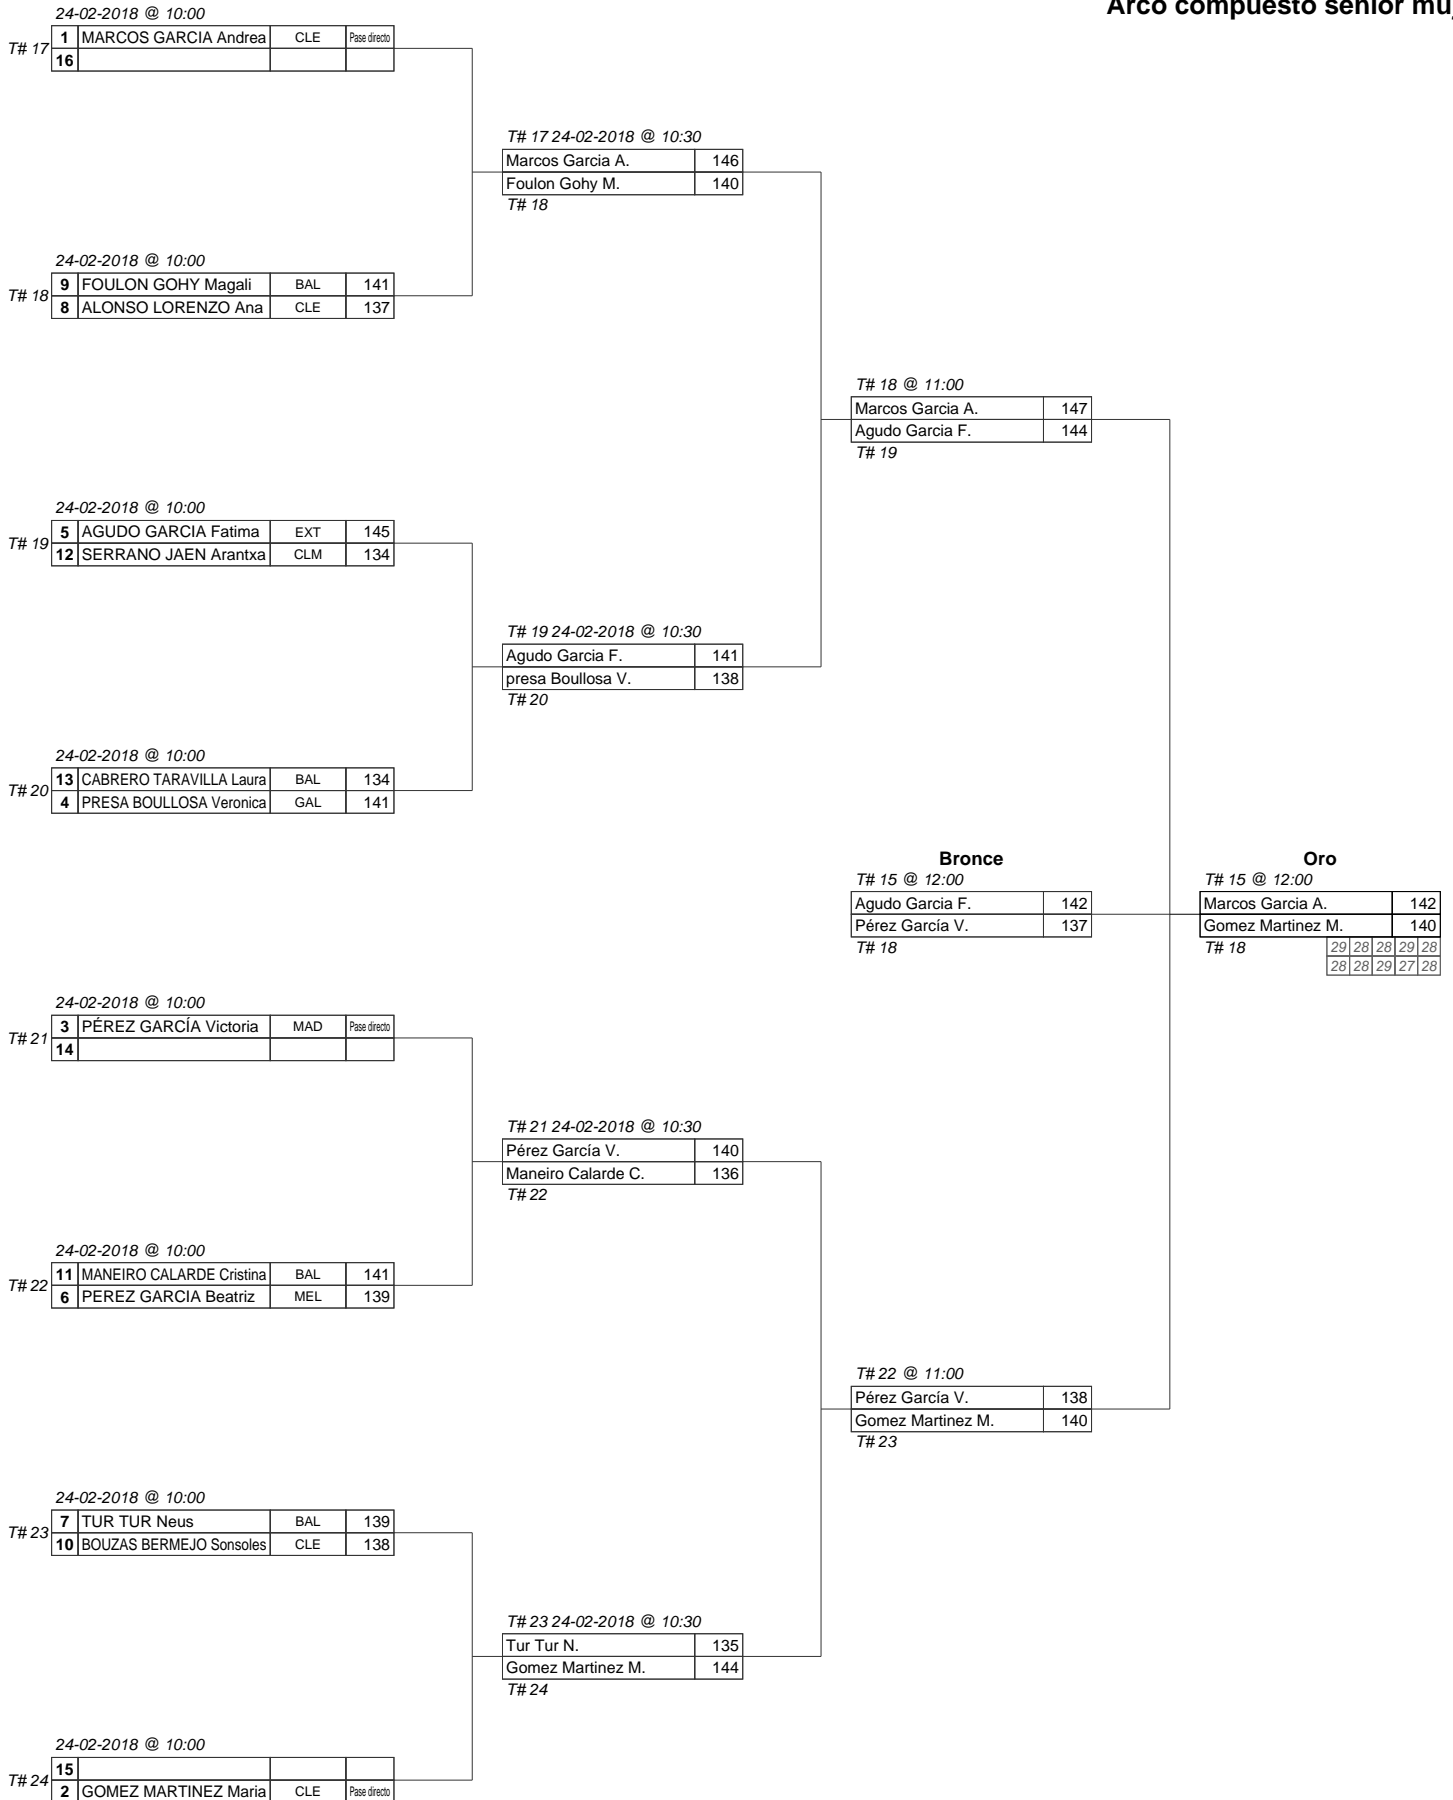 Arco compuesto senior
24-02-2018 @ 10:00
T# 17
1 MARCOS GARCIA Andrea CLE Pase directo
16
T# 17 24-02-2018 @ 10:30
Marcos Garcia A. 146
Foulon Gohy M. 140
T# 18
24-02-2018 @ 10:00
T# 18
9 FOULON GOHY Magali BAL 141
8 ALONSO LORENZO Ana CLE 137
T# 18 @ 11:00
Marcos Garcia A. 147
Agudo Garcia F. 144
T# 19
24-02-2018 @ 10:00
T# 19
5 AGUDO GARCIA Fatima EXT 145
12 SERRANO JAEN Arantxa CLM 134
T# 19 24-02-2018 @ 10:30
Agudo Garcia F. 141
presa Boullosa V. 138
T# 20
24-02-2018 @ 10:00
T# 20
13 CABRERO TARAVILLA Laura BAL 134
4 PRESA BOULLOSA Veronica GAL 141
Bronce
T# 15 @ 12:00
Agudo Garcia F. 142
Pérez García V. 137
T# 18
Oro
T# 15 @ 12:00
Marcos Garcia A. 142
Gomez Martinez M. 140
T# 18
29 28 28 29 28
28 28 29 27 28
24-02-2018 @ 10:00
T# 21
3 PÉREZ GARCÍA Victoria MAD Pase directo
14
T# 21 24-02-2018 @ 10:30
Pérez García V. 140
Maneiro Calarde C. 136
T# 22
24-02-2018 @ 10:00
T# 22
11 MANEIRO CALARDE Cristina BAL 141
6 PEREZ GARCIA Beatriz MEL 139
T# 22 @ 11:00
Pérez García V. 138
Gomez Martinez M. 140
T# 23
24-02-2018 @ 10:00
T# 23
7 TUR TUR Neus BAL 139
10 BOUZAS BERMEJO Sonsoles CLE 138
T# 23 24-02-2018 @ 10:30
Tur Tur N. 135
Gomez Martinez M. 144
T# 24
24-02-2018 @ 10:00
T# 24
15
2 GOMEZ MARTINEZ Maria CLE Pase directo